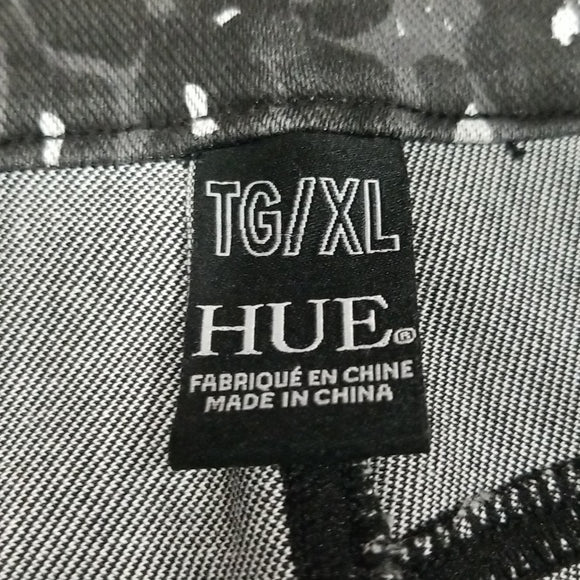 TG/XL
HUE®
FABRIQUÉ EN CHINE
MADE IN CHINA